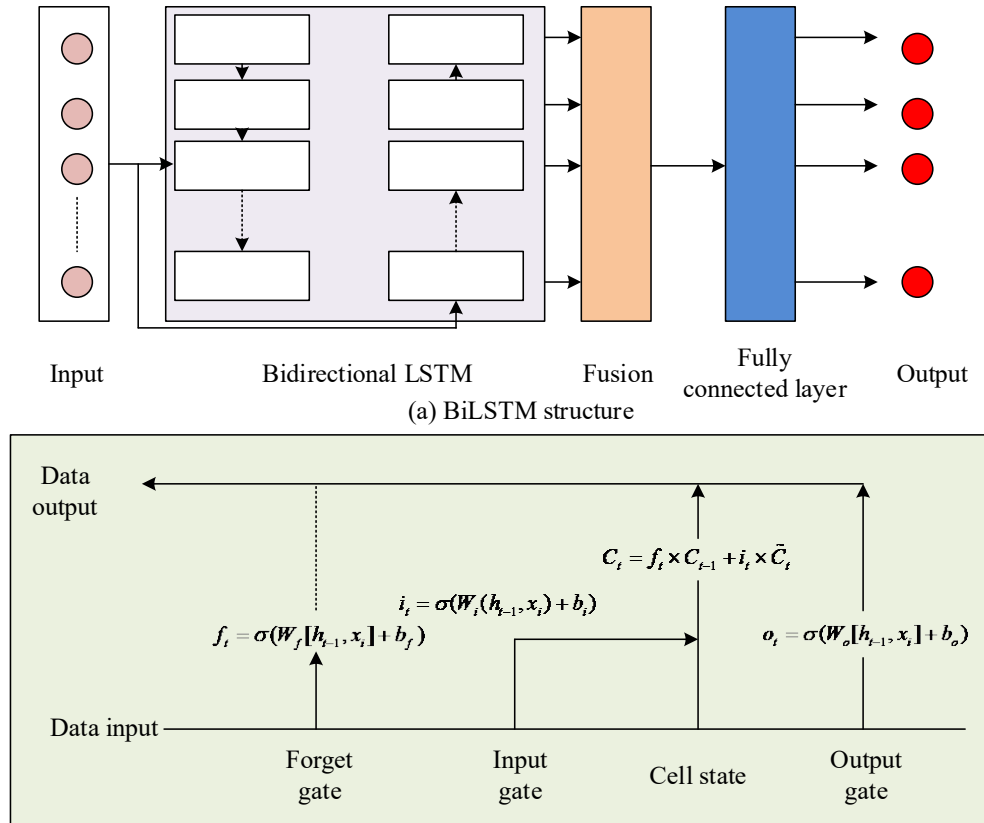 Input
Bidirectional LSTM
Fusion
Fully
connected layer
Output
(a) BiLSTM structure
Data
output
C_t = f_t × C_{t-1} + i_t × C̃_t
i_t = σ(W_i(h_{t-1}, x_i) + b_i)
f_t = σ(W_f[h_{t-1}, x_i] + b_f)
o_t = σ(W_o[h_{t-1}, x_i] + b_o)
Data input
Forget
gate
Input
gate
Cell state
Output
gate